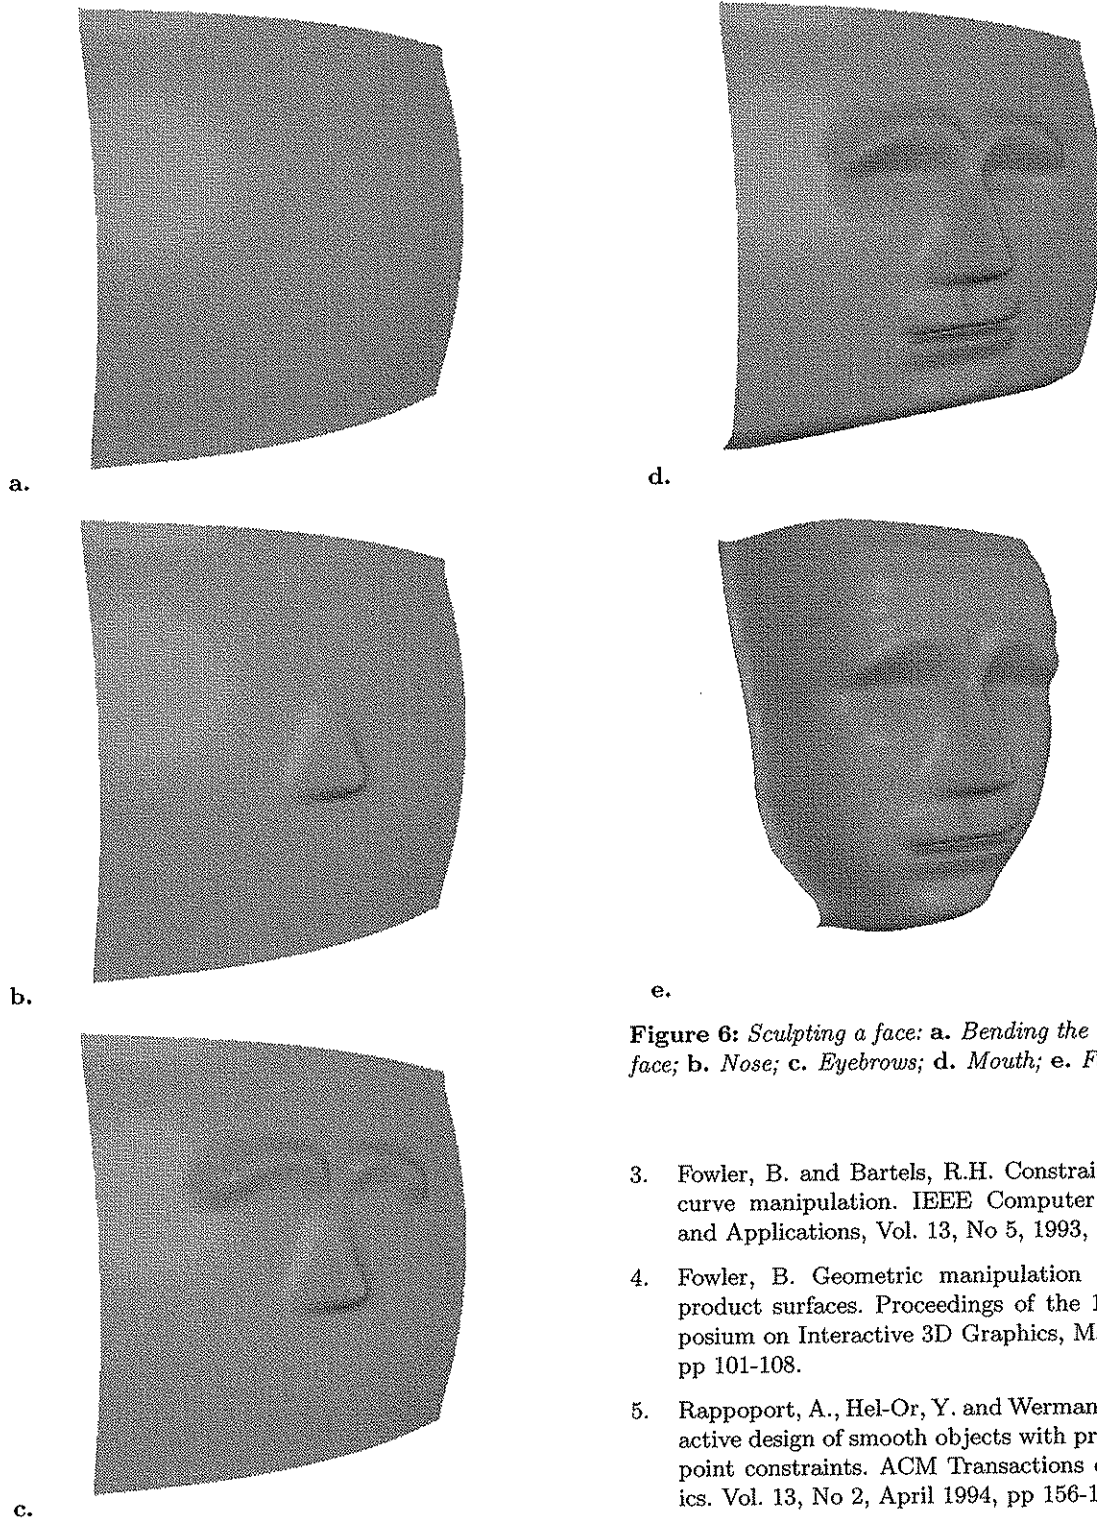 a.
b.
c.
d.
e.
Figure 6: Sculpting a face: a. Bending the
face; b. Nose; c. Eyebrows; d. Mouth; e. F
3. Fowler, B. and Bartels, R.H. Constrai
curve manipulation. IEEE Computer
and Applications, Vol. 13, No 5, 1993,
4. Fowler, B. Geometric manipulation
product surfaces. Proceedings of the 1
posium on Interactive 3D Graphics, M
pp 101-108.
5. Rappoport, A., Hel-Or, Y. and Werman
active design of smooth objects with pr
point constraints. ACM Transactions
ics. Vol. 13, No 2, April 1994, pp 156-1